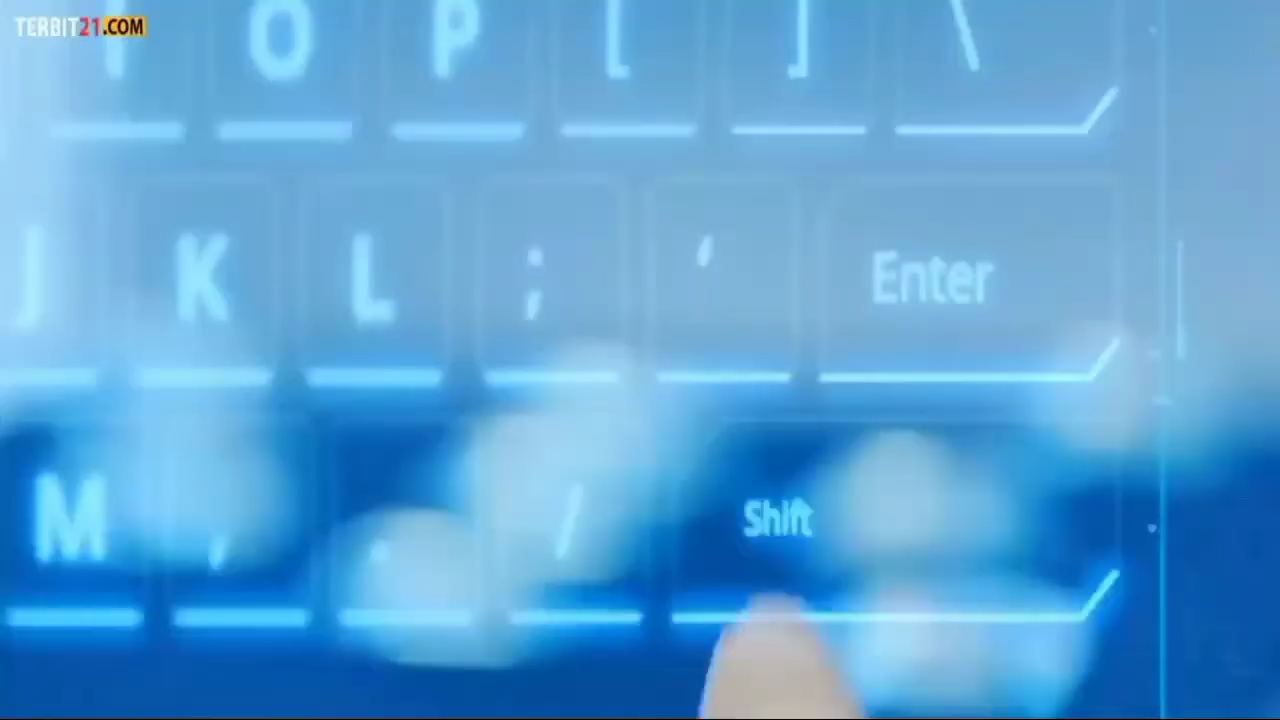 TERBIT21.COM
I O P [ ] \
J K L ; ' Enter
M , . / Shift